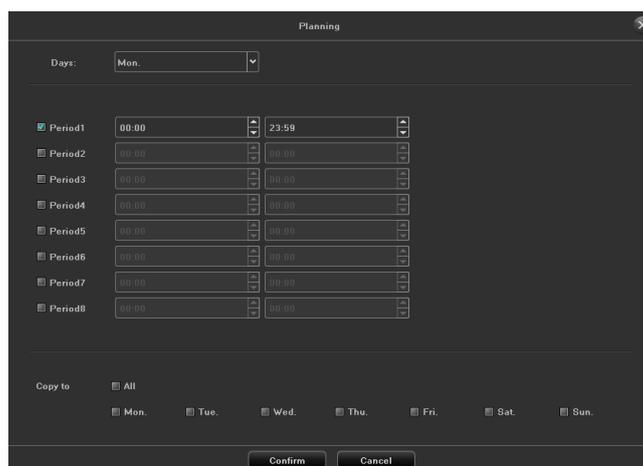 Planning
Days: Mon.
Period1 00:00 23:59
Period2 00:00 00:00
Period3 00:00 00:00
Period4 00:00 00:00
Period5 00:00 00:00
Period6 00:00 00:00
Period7 00:00 00:00
Period8 00:00 00:00
Copy to All
Mon. Tue. Wed. Thu. Fri. Sat. Sun.
Confirm Cancel